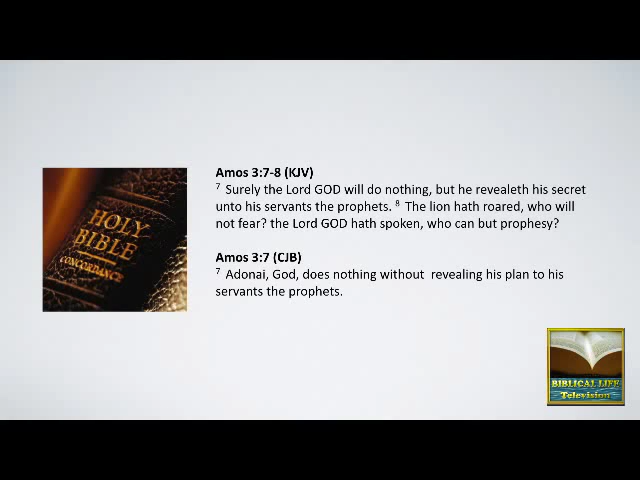 HOLY
BIBLE
CONCORDANCE
Amos 3:7-8 (KJV)
7 Surely the Lord GOD will do nothing, but he revealeth his secret
unto his servants the prophets. 8 The lion hath roared, who will
not fear? the Lord GOD hath spoken, who can but prophesy?
Amos 3:7 (CJB)
7 Adonai, God, does nothing without revealing his plan to his
servants the prophets.
BIBLICAL LIFE
Television